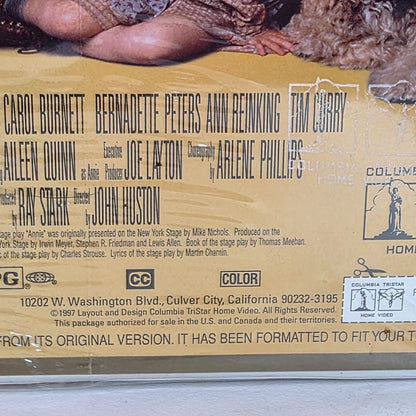 CAROL BURNETT BERNADETTE PETERS ANN REINKING TIM CURRY
AILEEN QUINN as Annie Executive Producer JOE LAYTON Choreography by ARLENE PHILLIPS
RAY STARK Directed by JOHN HUSTON
COLUMBIA
HOME
COLUM
HOME
stage play "Annie" was originally presented on the New York Stage by Mike Nichols. Produced on the
York Stage by Irwin Meyer, Stephen R. Friedman and Lewis Allen. Book of the stage play by Thomas Meehan.
ic of the stage play by Charles Strouse. Lyrics of the stage play by Martin Charnin.
PG CC COLOR
COLUMBIA TRISTAR
HOME VIDEO
10202 W. Washington Blvd., Culver City, California 90232-3195
©1997 Layout and Design Columbia TriStar Home Video. All Rights Reserved.
This package authorized for sale in the U.S. and Canada and their territories.
FROM ITS ORIGINAL VERSION. IT HAS BEEN FORMATTED TO FIT YOUR T